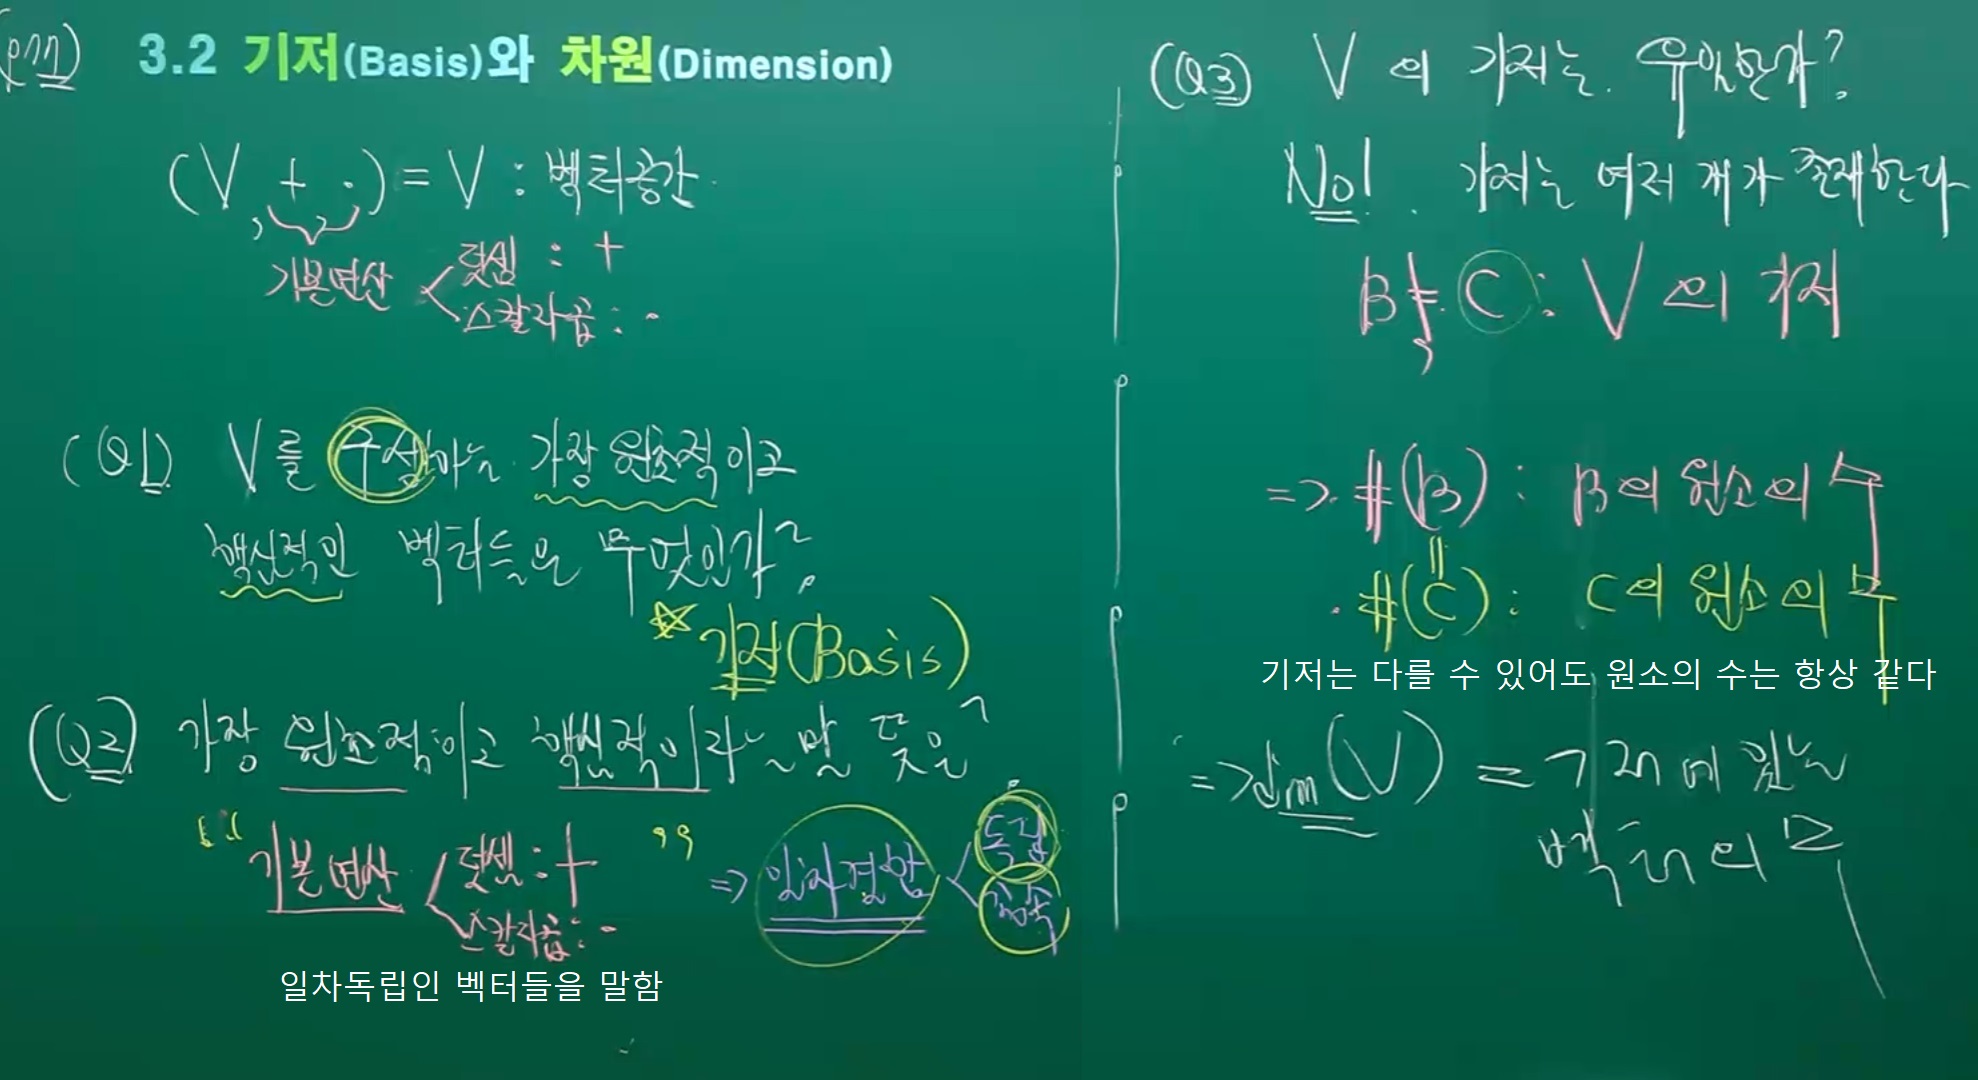 3.2 기저(Basis)와 차원(Dimension)
(V, +, ·) = V : 벡터공간
기본연산 < 덧셈 : +
스칼라곱 : ·
(Q1) V를 구성하는 가장 원초적이고
핵심적인 벡터들은 무엇인가?
☆ 기저(Basis)
(Q2) 가장 원초적이고 핵심적이라는 말 뜻은?
“ 기본연산 < 덧셈 : + ”
스칼라곱 : ·
=> 일차결합 < 독립
종속
일차독립인 벡터들을 말함
(Q3) V의 기저는 유일한가?
No! 기저는 여러 개가 존재한다
B ≠ C : V의 기저
=> #(B) : B의 원소의 수
=
#(C) : C의 원소의 수
기저는 다를 수 있어도 원소의 수는 항상 같다
=> dim(V) = 기저에 있는
벡터의 수